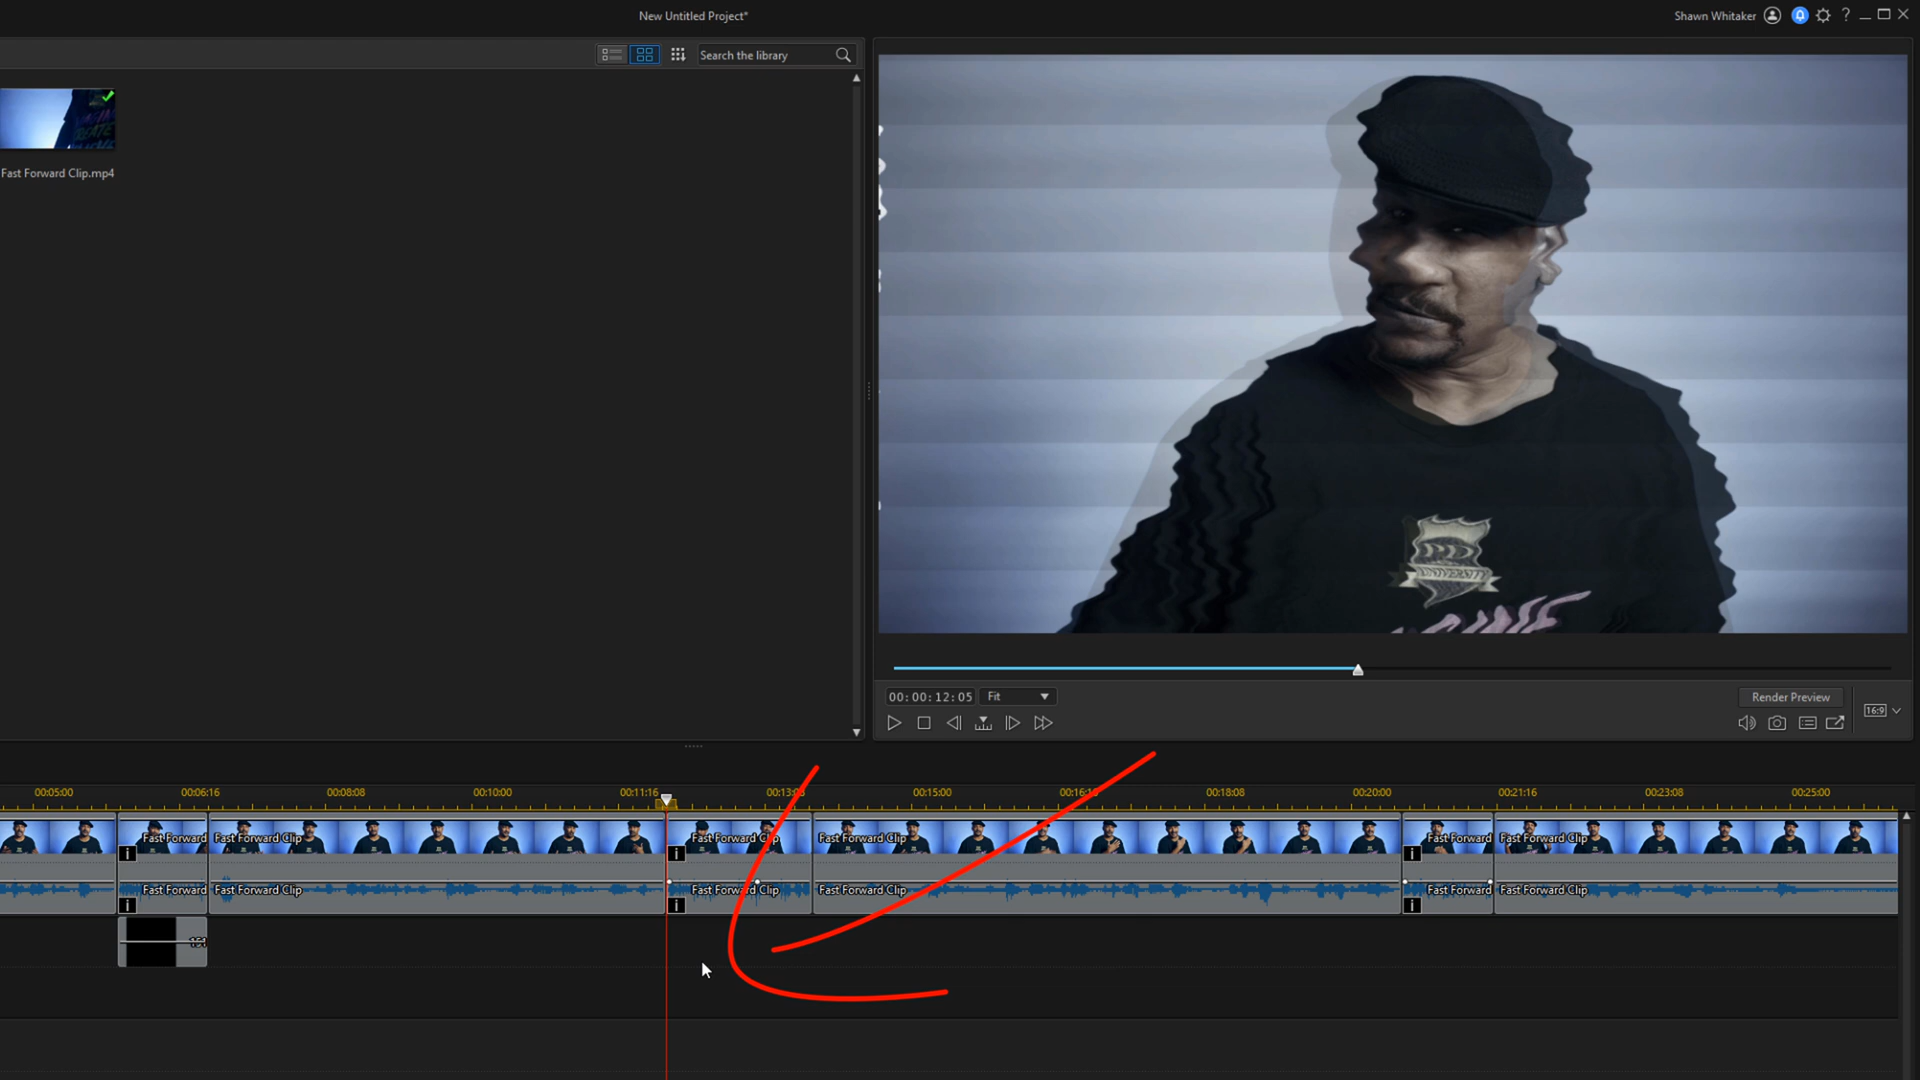 New Untitled Project*
Shawn Whitaker
?
Search the library
Fast Forward Clip.mp4
UNIVERSITY
00:00:12:05 Fit
Render Preview
16:9
00:05:00 00:06:16 00:08:08 00:10:00 00:11:16 00:15:00 00:18:08 00:20:00 00:21:16 00:23:08 00:25:00
Fast Forward Fast Forward Clip Fast Forward Clip Fast Forward Clip Fast Forward Fast Forward Clip
i i i
Fast Forward Fast Forward Clip Fast Forward Clip Fast Forward Clip Fast Forward Fast Forward Clip
i i i